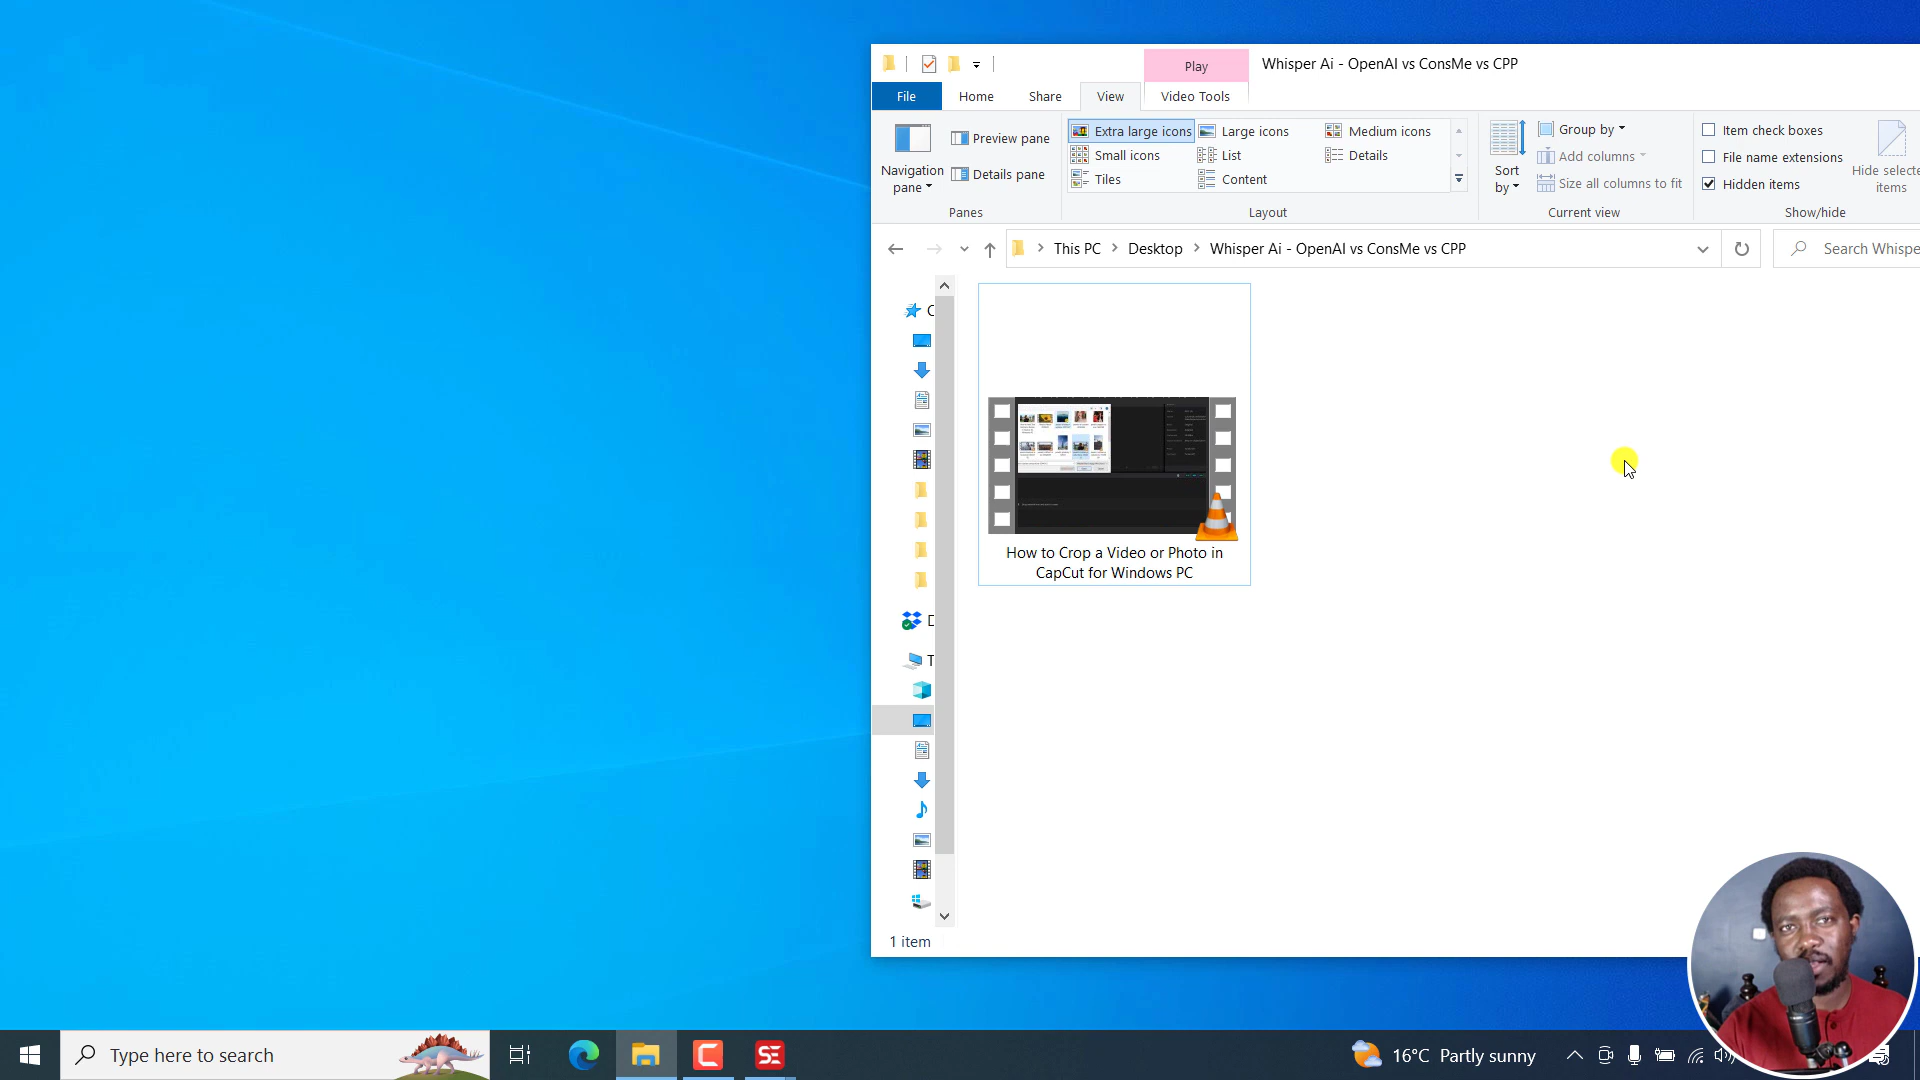 Play
Whisper Ai - OpenAI vs ConsMe vs CPP
File
Home
Share
View
Video Tools
Navigation pane
Preview pane
Details pane
Panes
Extra large icons
Large icons
Medium icons
Small icons
List
Details
Tiles
Content
Layout
Sort by
Group by
Add columns
Size all columns to fit
Current view
Item check boxes
File name extensions
Hidden items
Hide selecte
items
Show/hide
This PC
Desktop
Whisper Ai - OpenAI vs ConsMe vs CPP
Search Whispe
How to Crop a Video or Photo in
CapCut for Windows PC
1 item
Type here to search
SE
16°C Partly sunny